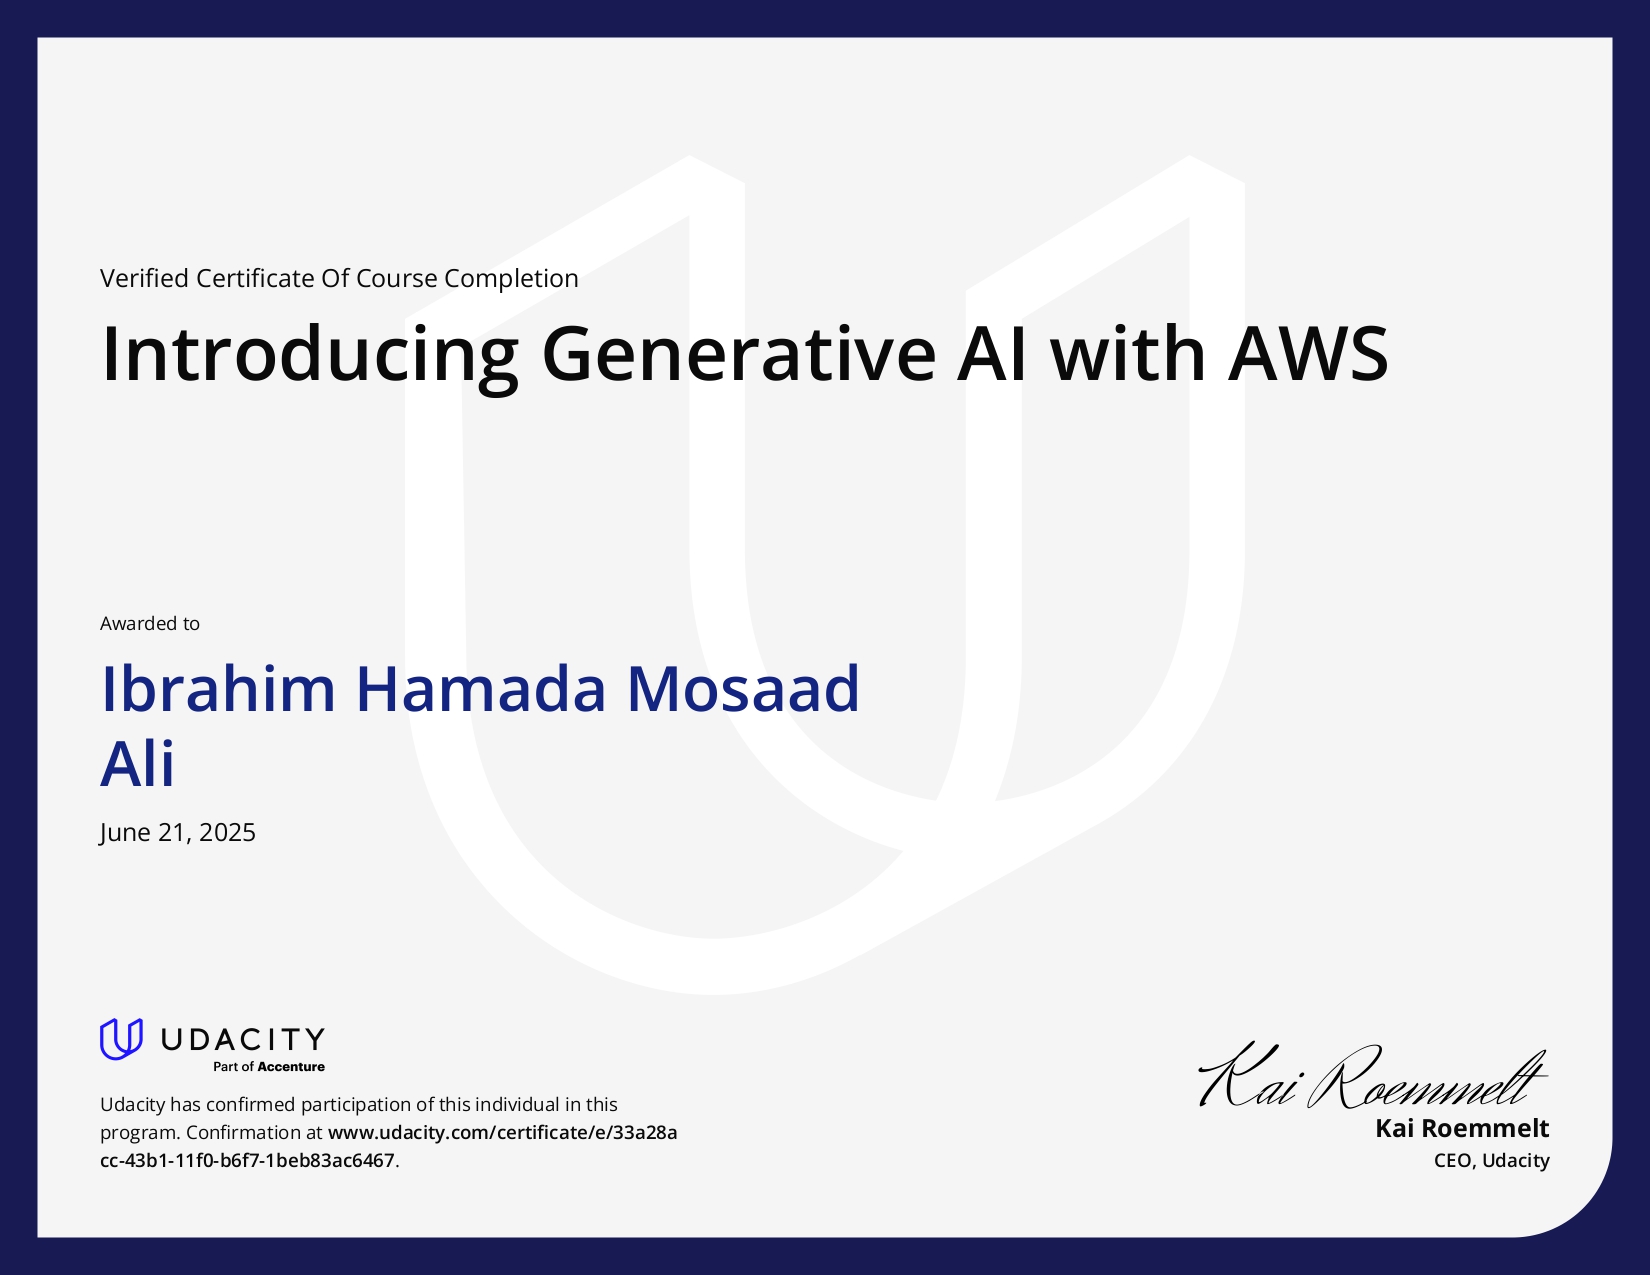 Verified Certificate Of Course Completion
Introducing Generative AI with AWS
Awarded to
Ibrahim Hamada Mosaad
Ali
June 21, 2025
UDACITY
Part of Accenture
Udacity has confirmed participation of this individual in this
program. Confirmation at www.udacity.com/certificate/e/33a28a
cc-43b1-11f0-b6f7-1beb83ac6467.
Kai Roemmelt
Kai Roemmelt
CEO, Udacity